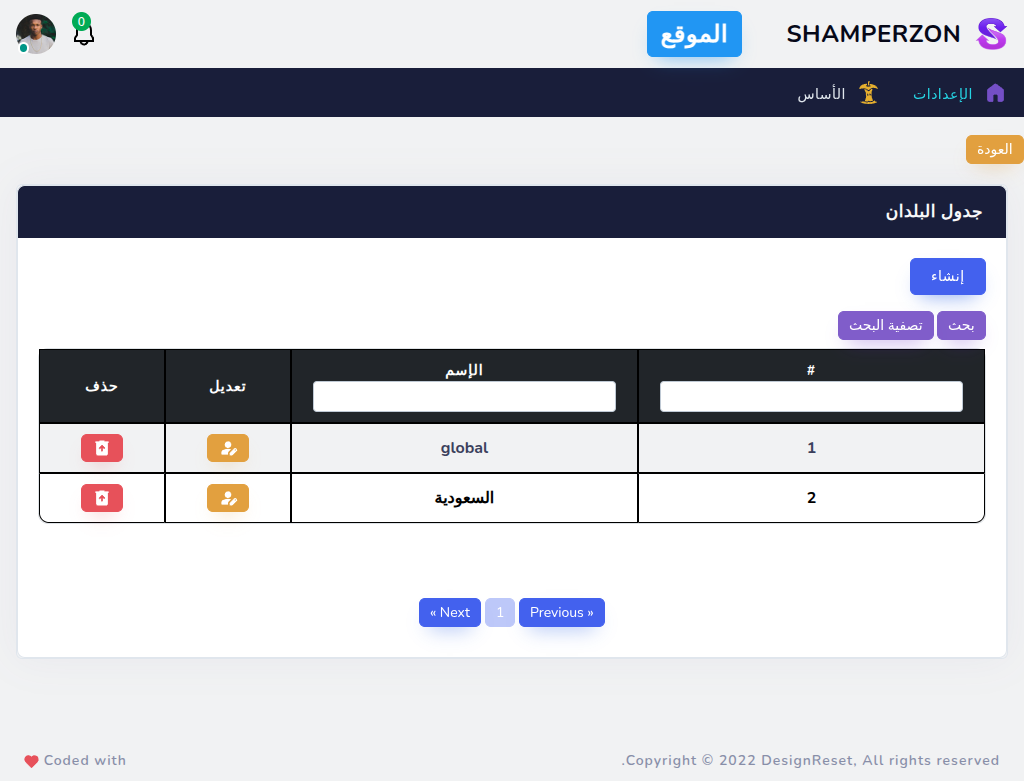 SHAMPERZON
الموقع
0
الإعدادات
الأساس
العودة
جدول البلدان
إنشاء
بحث تصفية البحث
# الإسم تعديل حذف
1 global
2 السعودية
« Next 1 Previous »
Copyright © 2022 DesignReset, All rights reserved.
Coded with